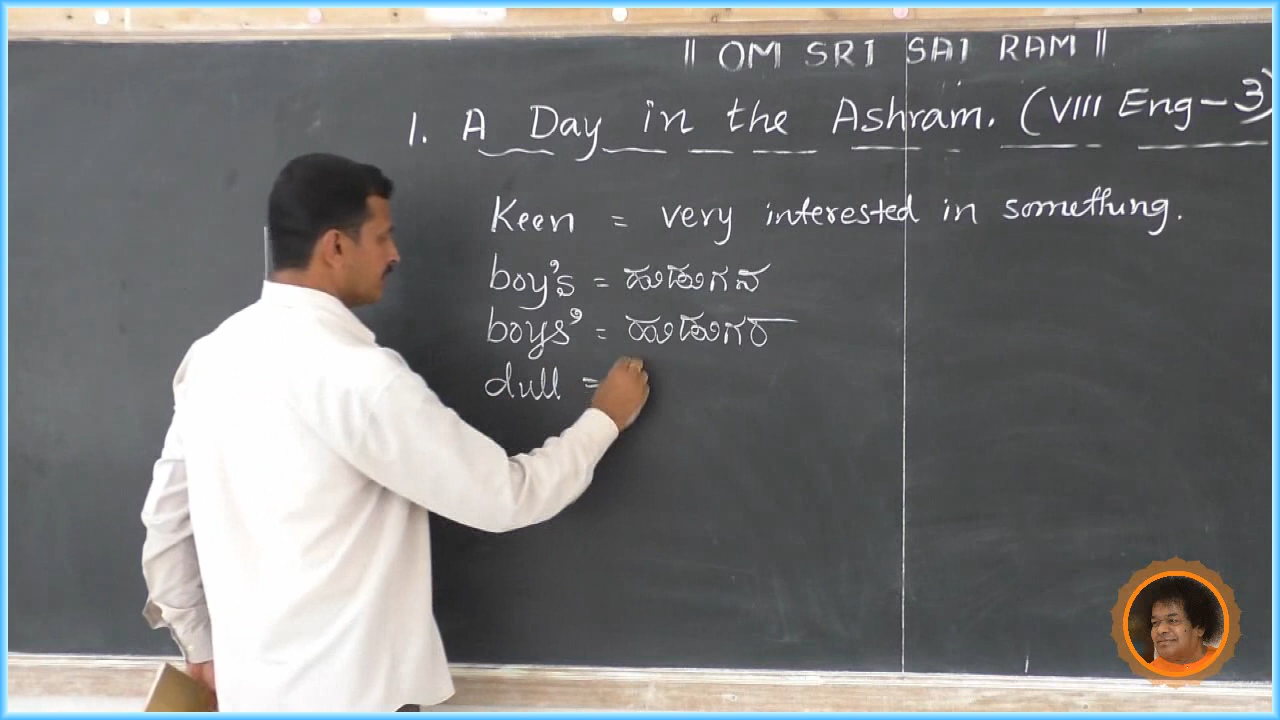 || OM SRI SAI RAM ||
1. A Day in the Ashram. (VIII Eng-3)
Keen = very interested in something.
boy's = ಹುಡುಗನ
boys' = ಹುಡುಗರ
dull =